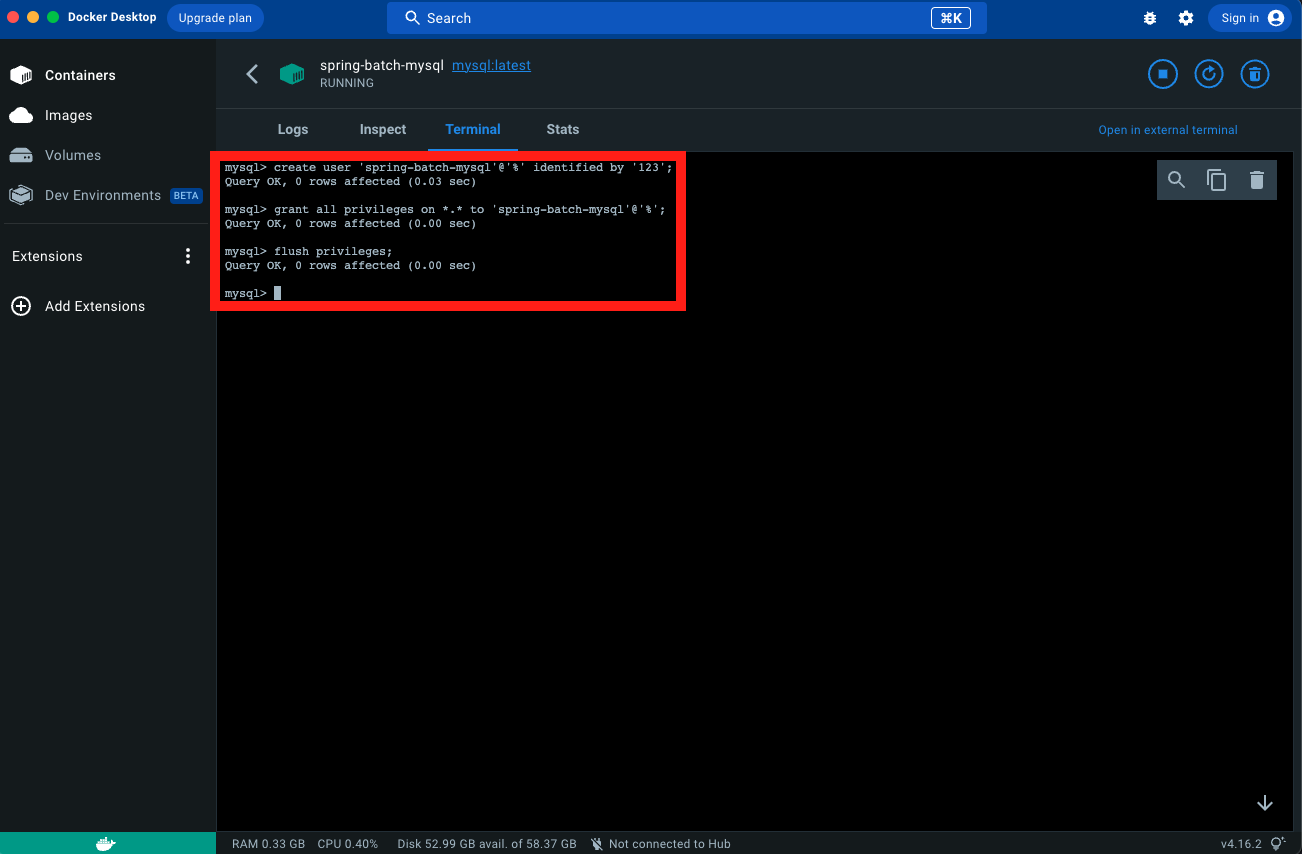 Docker Desktop
Upgrade plan
Search
⌘K
Sign in
Containers
Images
Volumes
Dev Environments
BETA
Extensions
Add Extensions
spring-batch-mysql mysql:latest
RUNNING
Logs
Inspect
Terminal
Stats
Open in external terminal
mysql> create user 'spring-batch-mysql'@'%' identified by '123';
Query OK, 0 rows affected (0.03 sec)
mysql> grant all privileges on *.* to 'spring-batch-mysql'@'%';
Query OK, 0 rows affected (0.00 sec)
mysql> flush privileges;
Query OK, 0 rows affected (0.00 sec)
mysql>
RAM 0.33 GB CPU 0.40% Disk 52.99 GB avail. of 58.37 GB Not connected to Hub
v4.16.2